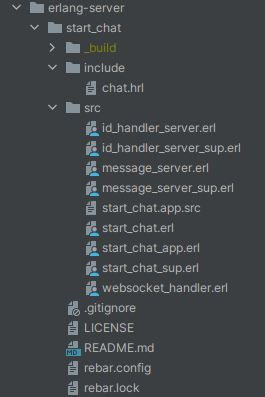 erlang-server
start_chat
_build
include
chat.hrl
src
id_handler_server.erl
id_handler_server_sup.erl
message_server.erl
message_server_sup.erl
start_chat.app.src
start_chat.erl
start_chat_app.erl
start_chat_sup.erl
websocket_handler.erl
.gitignore
LICENSE
MD README.md
rebar.config
rebar.lock